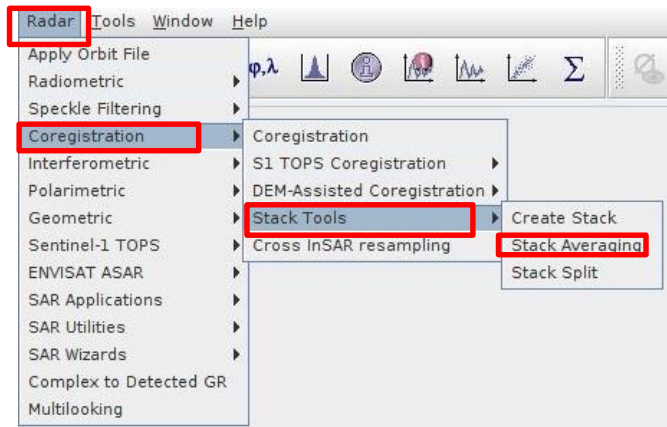 Radar Tools Window Help
Apply Orbit File
φ,λ
Σ
Radiometric
Speckle Filtering
Coregistration
Coregistration
Interferometric
S1 TOPS Coregistration
Polarimetric
DEM-Assisted Coregistration
Geometric
Stack Tools
Create Stack
Sentinel-1 TOPS
Cross InSAR resampling
Stack Averaging
ENVISAT ASAR
Stack Split
SAR Applications
SAR Utilities
SAR Wizards
Complex to Detected GR
Multilooking